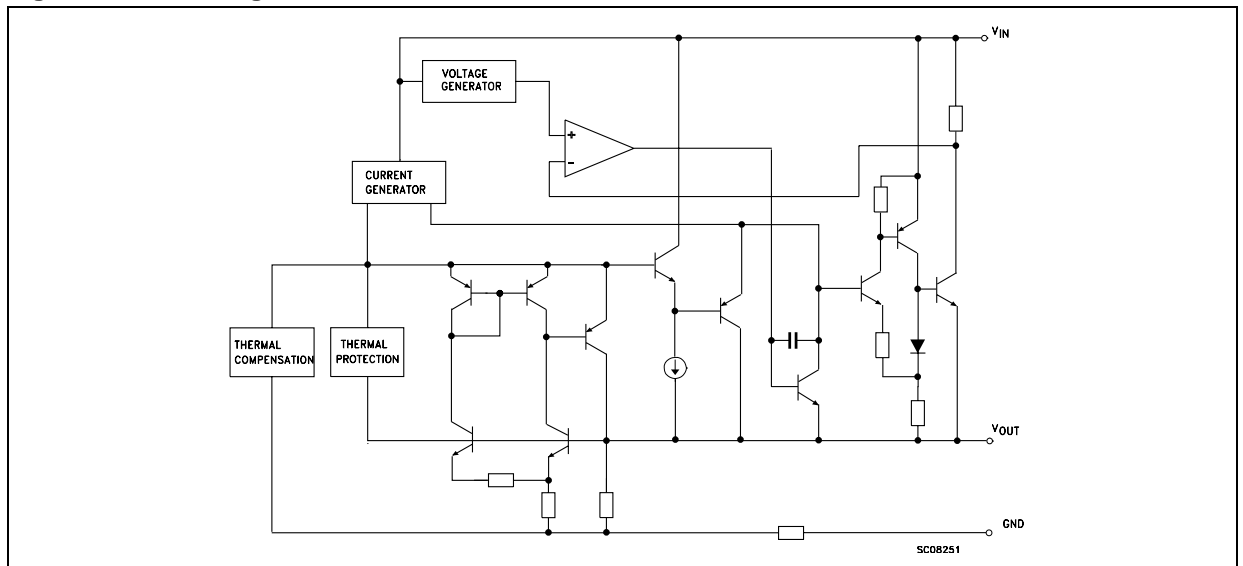 VIN
VOLTAGE
GENERATOR
+
-
CURRENT
GENERATOR
THERMAL
COMPENSATION
THERMAL
PROTECTION
VOUT
GND
SC08251